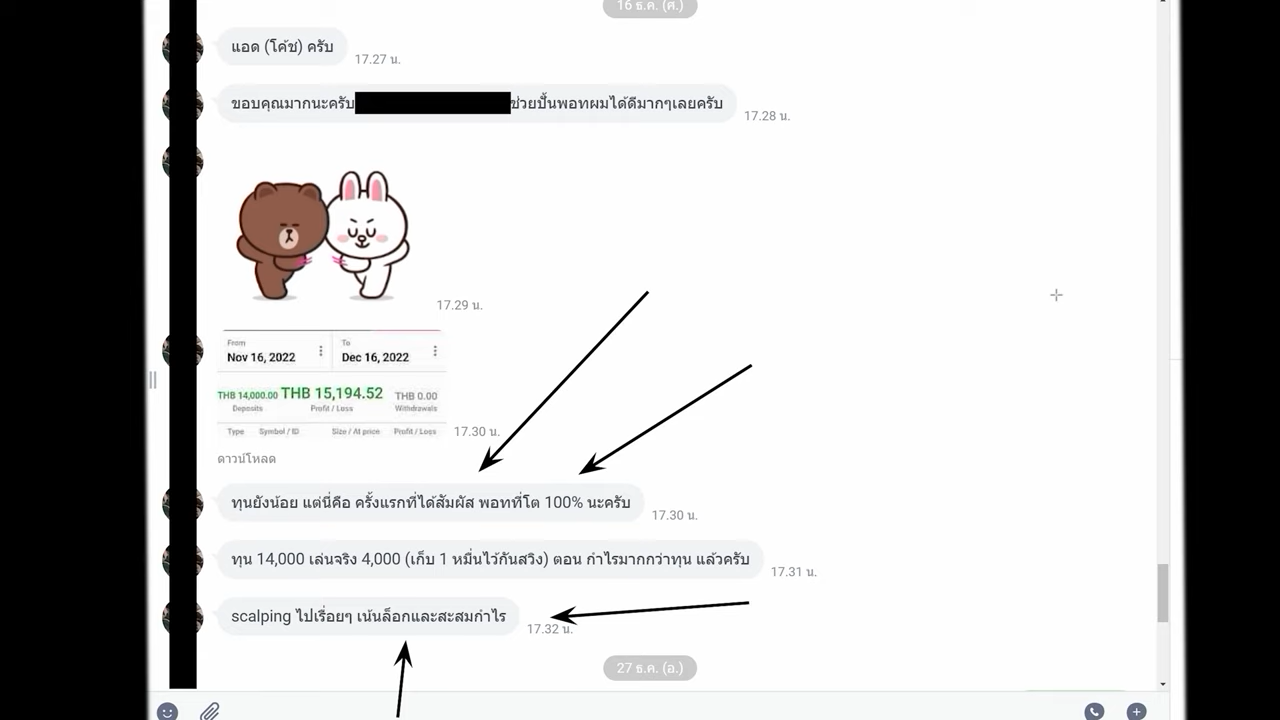 16 ธ.ค. (ศ.)
แอด (โค้ช) ครับ
17.27 น.
ขอบคุณมากนะครับ ช่วยปั้นพอทผมได้ดีมากๆเลยครับ
17.28 น.
17.29 น.
From
Nov 16, 2022
To
Dec 16, 2022
THB 14,000.00 THB 15,194.52 THB 0.00
Deposits Profit / Loss Withdrawals
Type Symbol / ID Size / At price Profit / Loss
17.30 น.
ดาวน์โหลด
ทุนยังน้อย แต่นี่คือ ครั้งแรกที่ได้สัมผัส พอทที่โต 100% นะครับ
17.30 น.
ทุน 14,000 เล่นจริง 4,000 (เก็บ 1 หมื่นไว้กันสวิง) ตอน กำไรมากกว่าทุน แล้วครับ
17.31 น.
scalping ไปเรื่อยๆ เน้นล็อกและสะสมกำไร
17.32 น.
27 ธ.ค. (อ.)